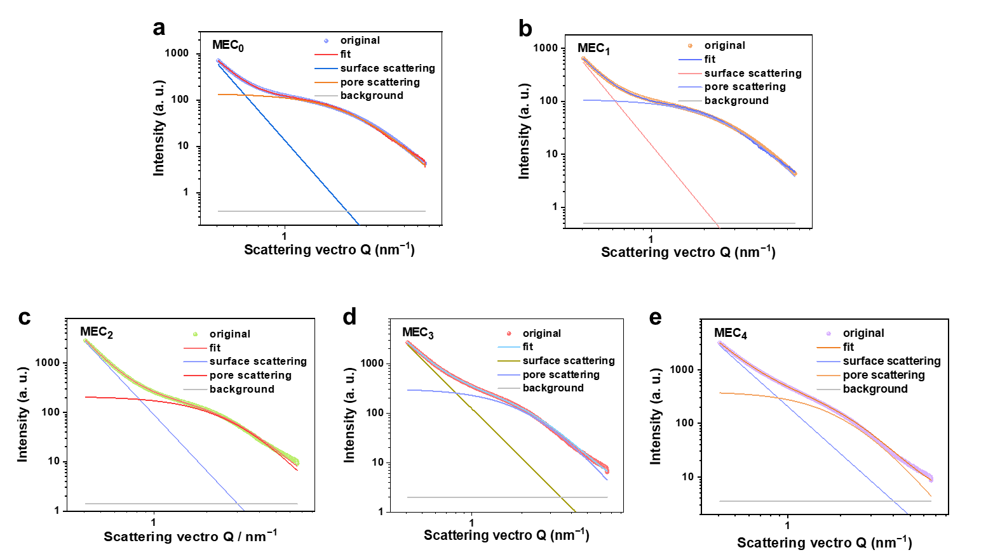 a
MEC0
original
fit
surface scattering
pore scattering
background
1000
100
10
1
1
Intensity (a. u.)
Scattering vectro Q (nm−1)
b
MEC1
original
fit
surface scattering
pore scattering
background
1000
100
10
1
1
Intensity (a. u.)
Scattering vectro Q (nm−1)
c
MEC2
original
fit
surface scattering
pore scattering
background
1000
100
10
1
1
Intensity (a. u.)
Scattering vectro Q / nm−1
d
MEC3
original
fit
surface scattering
pore scattering
background
1000
100
10
1
1
Intensity (a. u.)
Scattering vectro Q (nm−1)
e
MEC4
original
fit
surface scattering
pore scattering
background
1000
100
10
1
Intensity (a. u.)
Scattering vectro Q (nm−1)